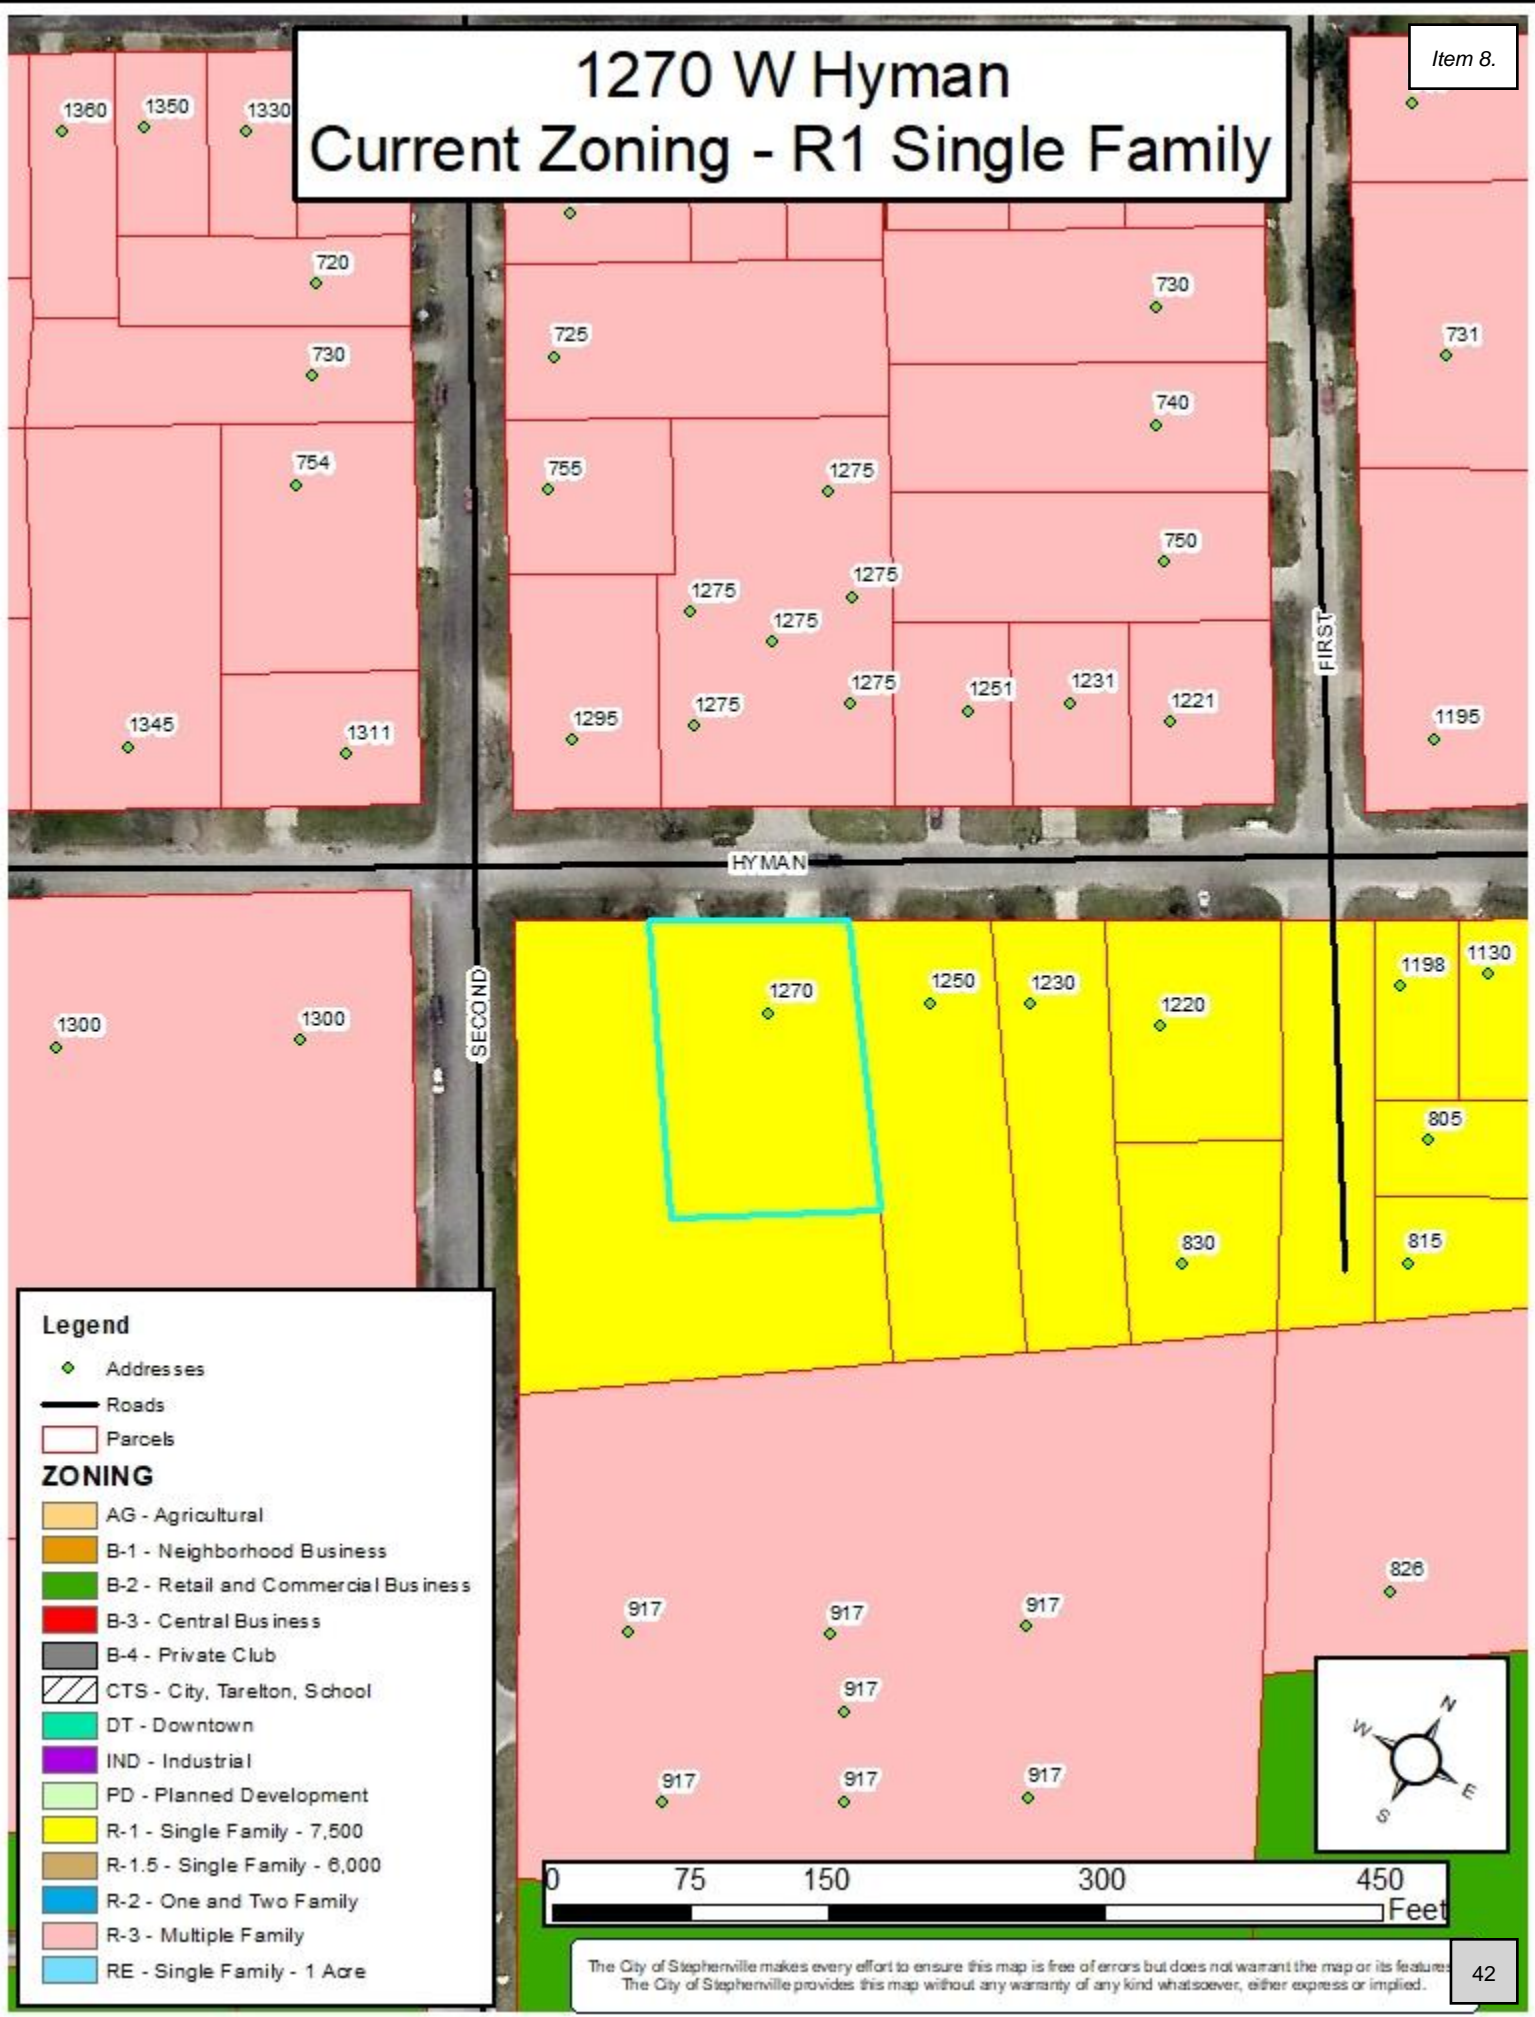 1270 W Hyman
Current Zoning - R1 Single Family
Item 8.
1360
1350
1330
720
730
754
1345
1311
725
755
1275
1275
1275
1275
1275
1275
1295
730
740
750
1251
1231
1221
731
1195
FIRST
HYMAN
SECOND
1300
1300
1270
1250
1230
1220
830
1198
1130
805
815
917
917
917
917
917
917
917
826
Legend
Addresses
Roads
Parcels
ZONING
AG - Agricultural
B-1 - Neighborhood Business
B-2 - Retail and Commercial Business
B-3 - Central Business
B-4 - Private Club
CTS - City, Tarelton, School
DT - Downtown
IND - Industrial
PD - Planned Development
R-1 - Single Family - 7,500
R-1.5 - Single Family - 6,000
R-2 - One and Two Family
R-3 - Multiple Family
RE - Single Family - 1 Acre
N
W
E
S
0 75 150 300 450
Feet
The City of Stephenville makes every effort to ensure this map is free of errors but does not warrant the map or its features
The City of Stephenville provides this map without any warranty of any kind whatsoever, either express or implied.
42